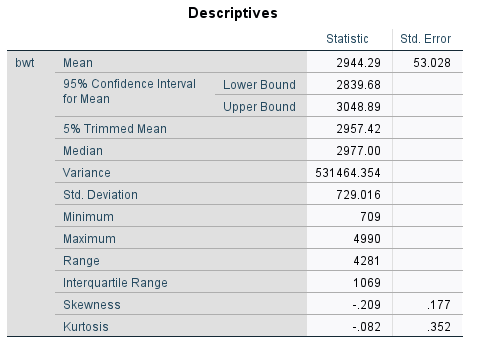 Descriptives
Statistic Std. Error
bwt Mean 2944.29 53.028
95% Confidence Interval for Mean Lower Bound 2839.68
Upper Bound 3048.89
5% Trimmed Mean 2957.42
Median 2977.00
Variance 531464.354
Std. Deviation 729.016
Minimum 709
Maximum 4990
Range 4281
Interquartile Range 1069
Skewness -.209 .177
Kurtosis -.082 .352